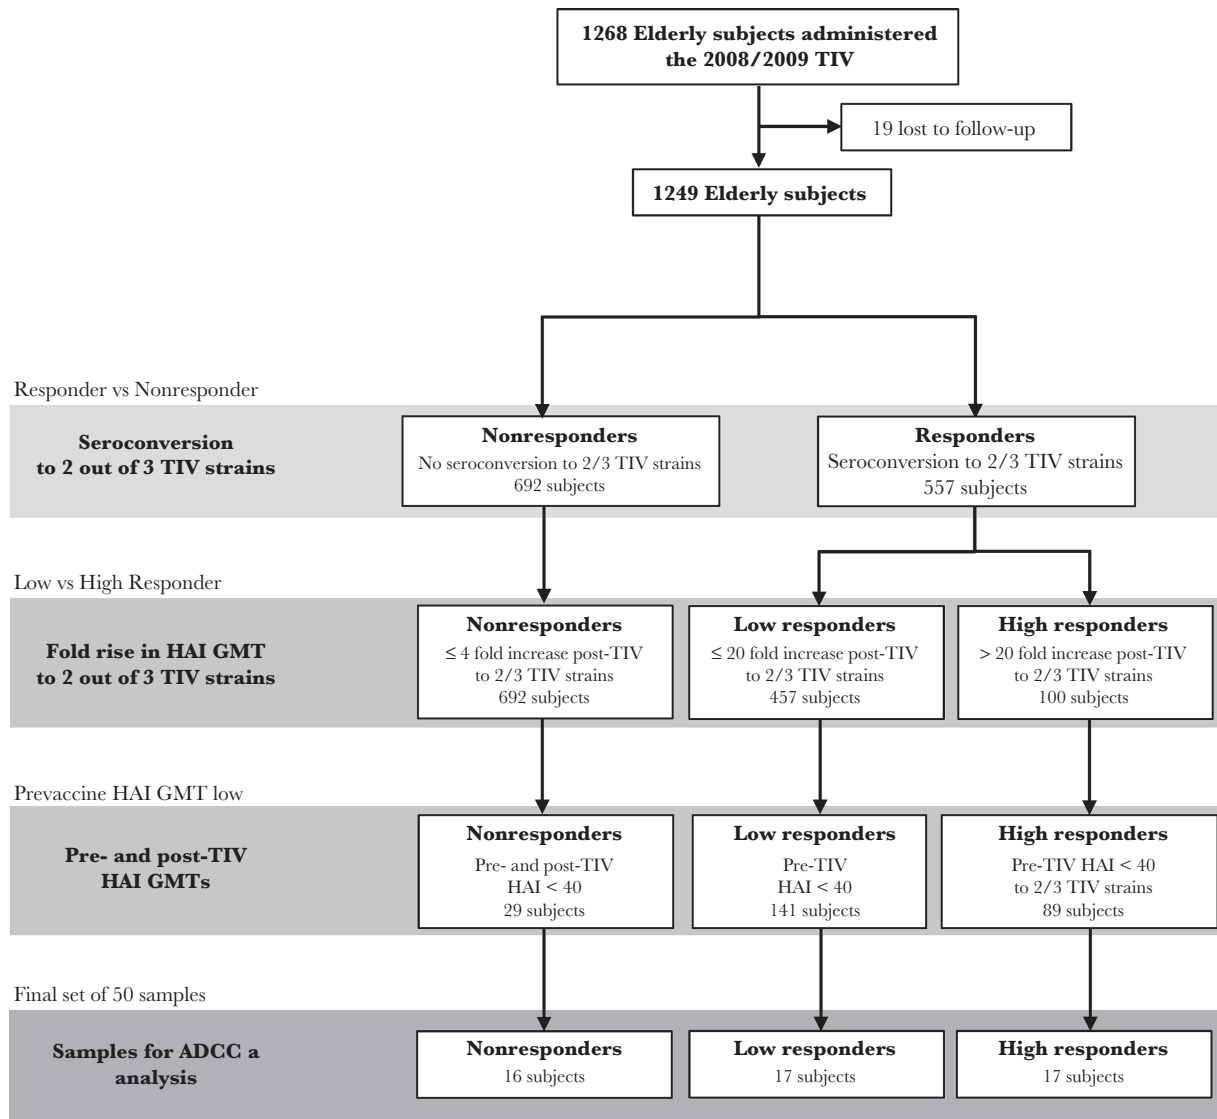 1268 Elderly subjects administered
the 2008/2009 TIV
19 lost to follow-up
1249 Elderly subjects
Responder vs Nonresponder
Seroconversion
to 2 out of 3 TIV strains
Nonresponders
No seroconversion to 2/3 TIV strains
692 subjects
Responders
Seroconversion to 2/3 TIV strains
557 subjects
Low vs High Responder
Fold rise in HAI GMT
to 2 out of 3 TIV strains
Nonresponders
≤ 4 fold increase post-TIV
to 2/3 TIV strains
692 subjects
Low responders
≤ 20 fold increase post-TIV
to 2/3 TIV strains
457 subjects
High responders
> 20 fold increase post-TIV
to 2/3 TIV strains
100 subjects
Prevaccine HAI GMT low
Pre- and post-TIV
HAI GMTs
Nonresponders
Pre- and post-TIV
HAI < 40
29 subjects
Low responders
Pre-TIV
HAI < 40
141 subjects
High responders
Pre-TIV HAI < 40
to 2/3 TIV strains
89 subjects
Final set of 50 samples
Samples for ADCC a
analysis
Nonresponders
16 subjects
Low responders
17 subjects
High responders
17 subjects